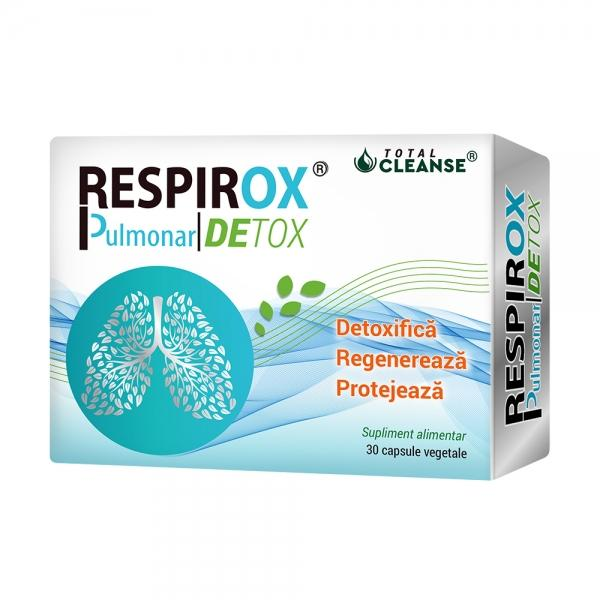 TOTAL
CLEANSE®
RESPIROX®
Pulmonar DETOX
Detoxifică
Regenerează
Protejează
Supliment alimentar
30 capsule vegetale
RESPIROX
Pulmonar DETOX